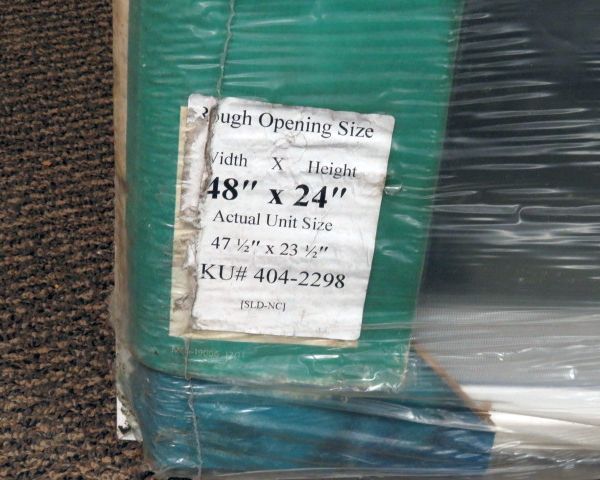 Rough Opening Size
Width X Height
48" x 24"
Actual Unit Size
47 ½" x 23 ½"
KU# 404-2298
[SLD-NC]